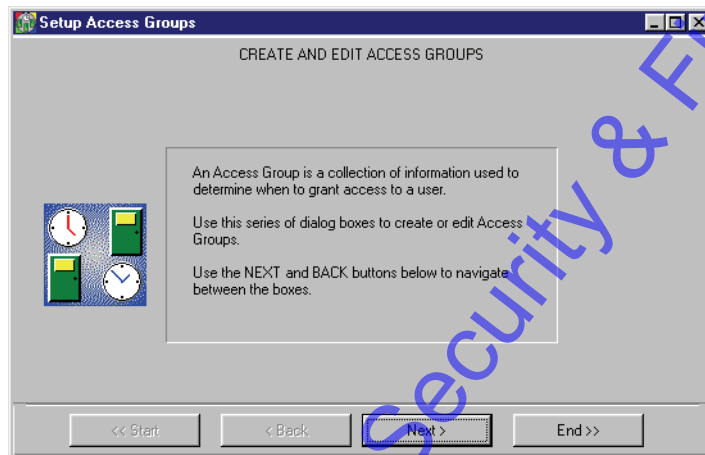 Setup Access Groups
CREATE AND EDIT ACCESS GROUPS
An Access Group is a collection of information used to
determine when to grant access to a user.
Use this series of dialog boxes to create or edit Access
Groups.
Use the NEXT and BACK buttons below to navigate
between the boxes.
<< Start
< Back
Next >
End >>
Security & F